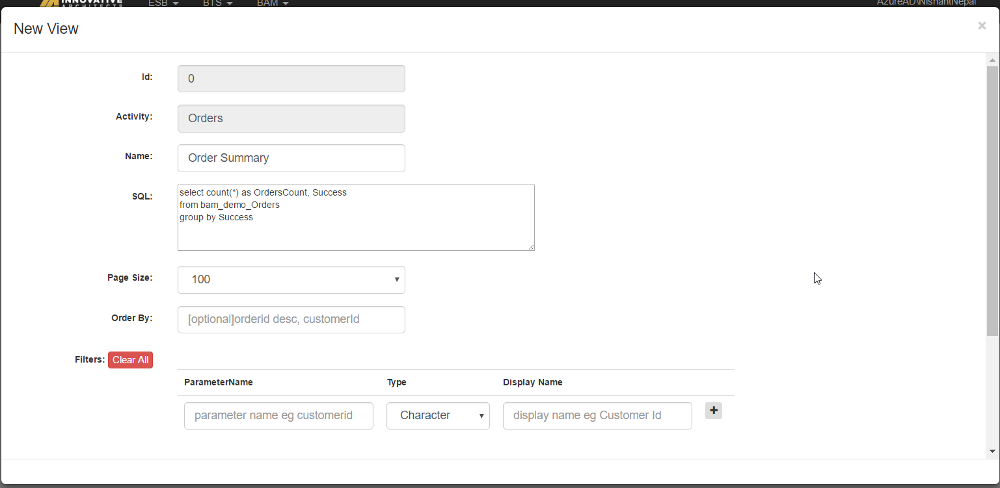 INNOVATIVE
ARCHITECTS
ESB
BTS
BAM
AzureAD\NishantNepal
New View
×
Id:
0
Activity:
Orders
Name:
Order Summary
SQL:
select count(*) as OrdersCount, Success
from bam_demo_Orders
group by Success
Page Size:
100
Order By:
[optional]orderid desc, customerId
Filters: Clear All
ParameterName Type Display Name
parameter name eg customerid Character display name eg Customer Id +